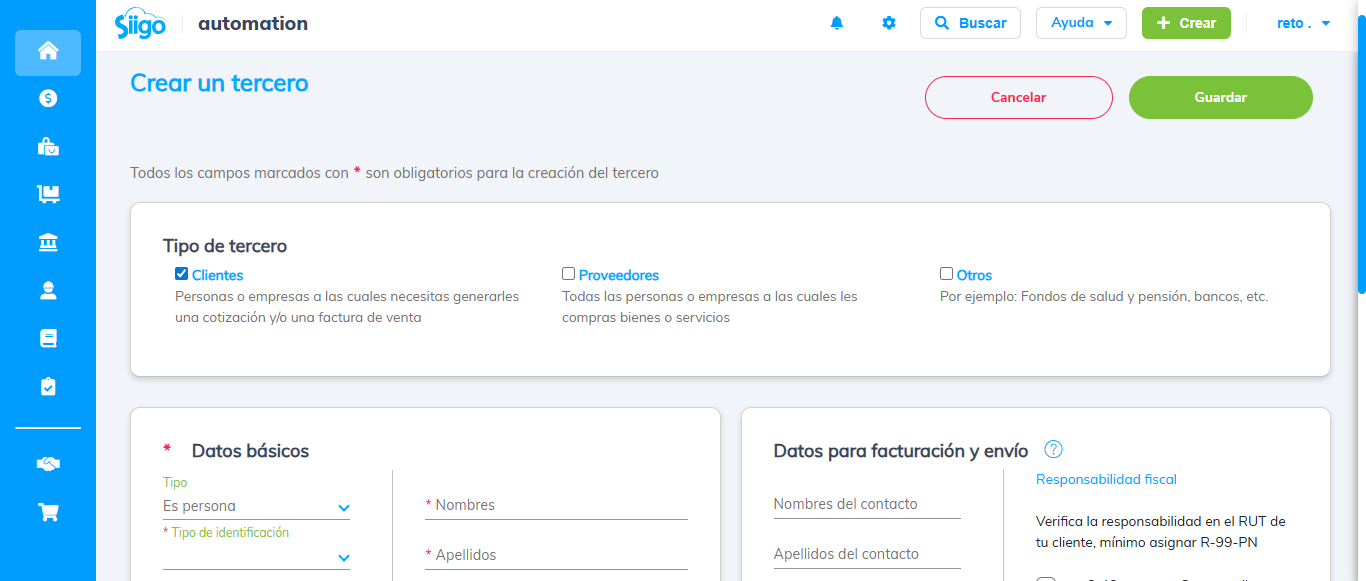 Siigo
automation
Buscar
Ayuda
Crear
reto .
Crear un tercero
Cancelar
Guardar
Todos los campos marcados con * son obligatorios para la creación del tercero
Tipo de tercero
Clientes
Personas o empresas a las cuales necesitas generarles
una cotización y/o una factura de venta
Proveedores
Todas las personas o empresas a las cuales les
compras bienes o servicios
Otros
Por ejemplo: Fondos de salud y pensión, bancos, etc.
* Datos básicos
Tipo
Es persona
* Tipo de identificación
* Nombres
* Apellidos
Datos para facturación y envío ?
Nombres del contacto
Apellidos del contacto
Responsabilidad fiscal
Verifica la responsabilidad en el RUT de
tu cliente, mínimo asignar R-99-PN